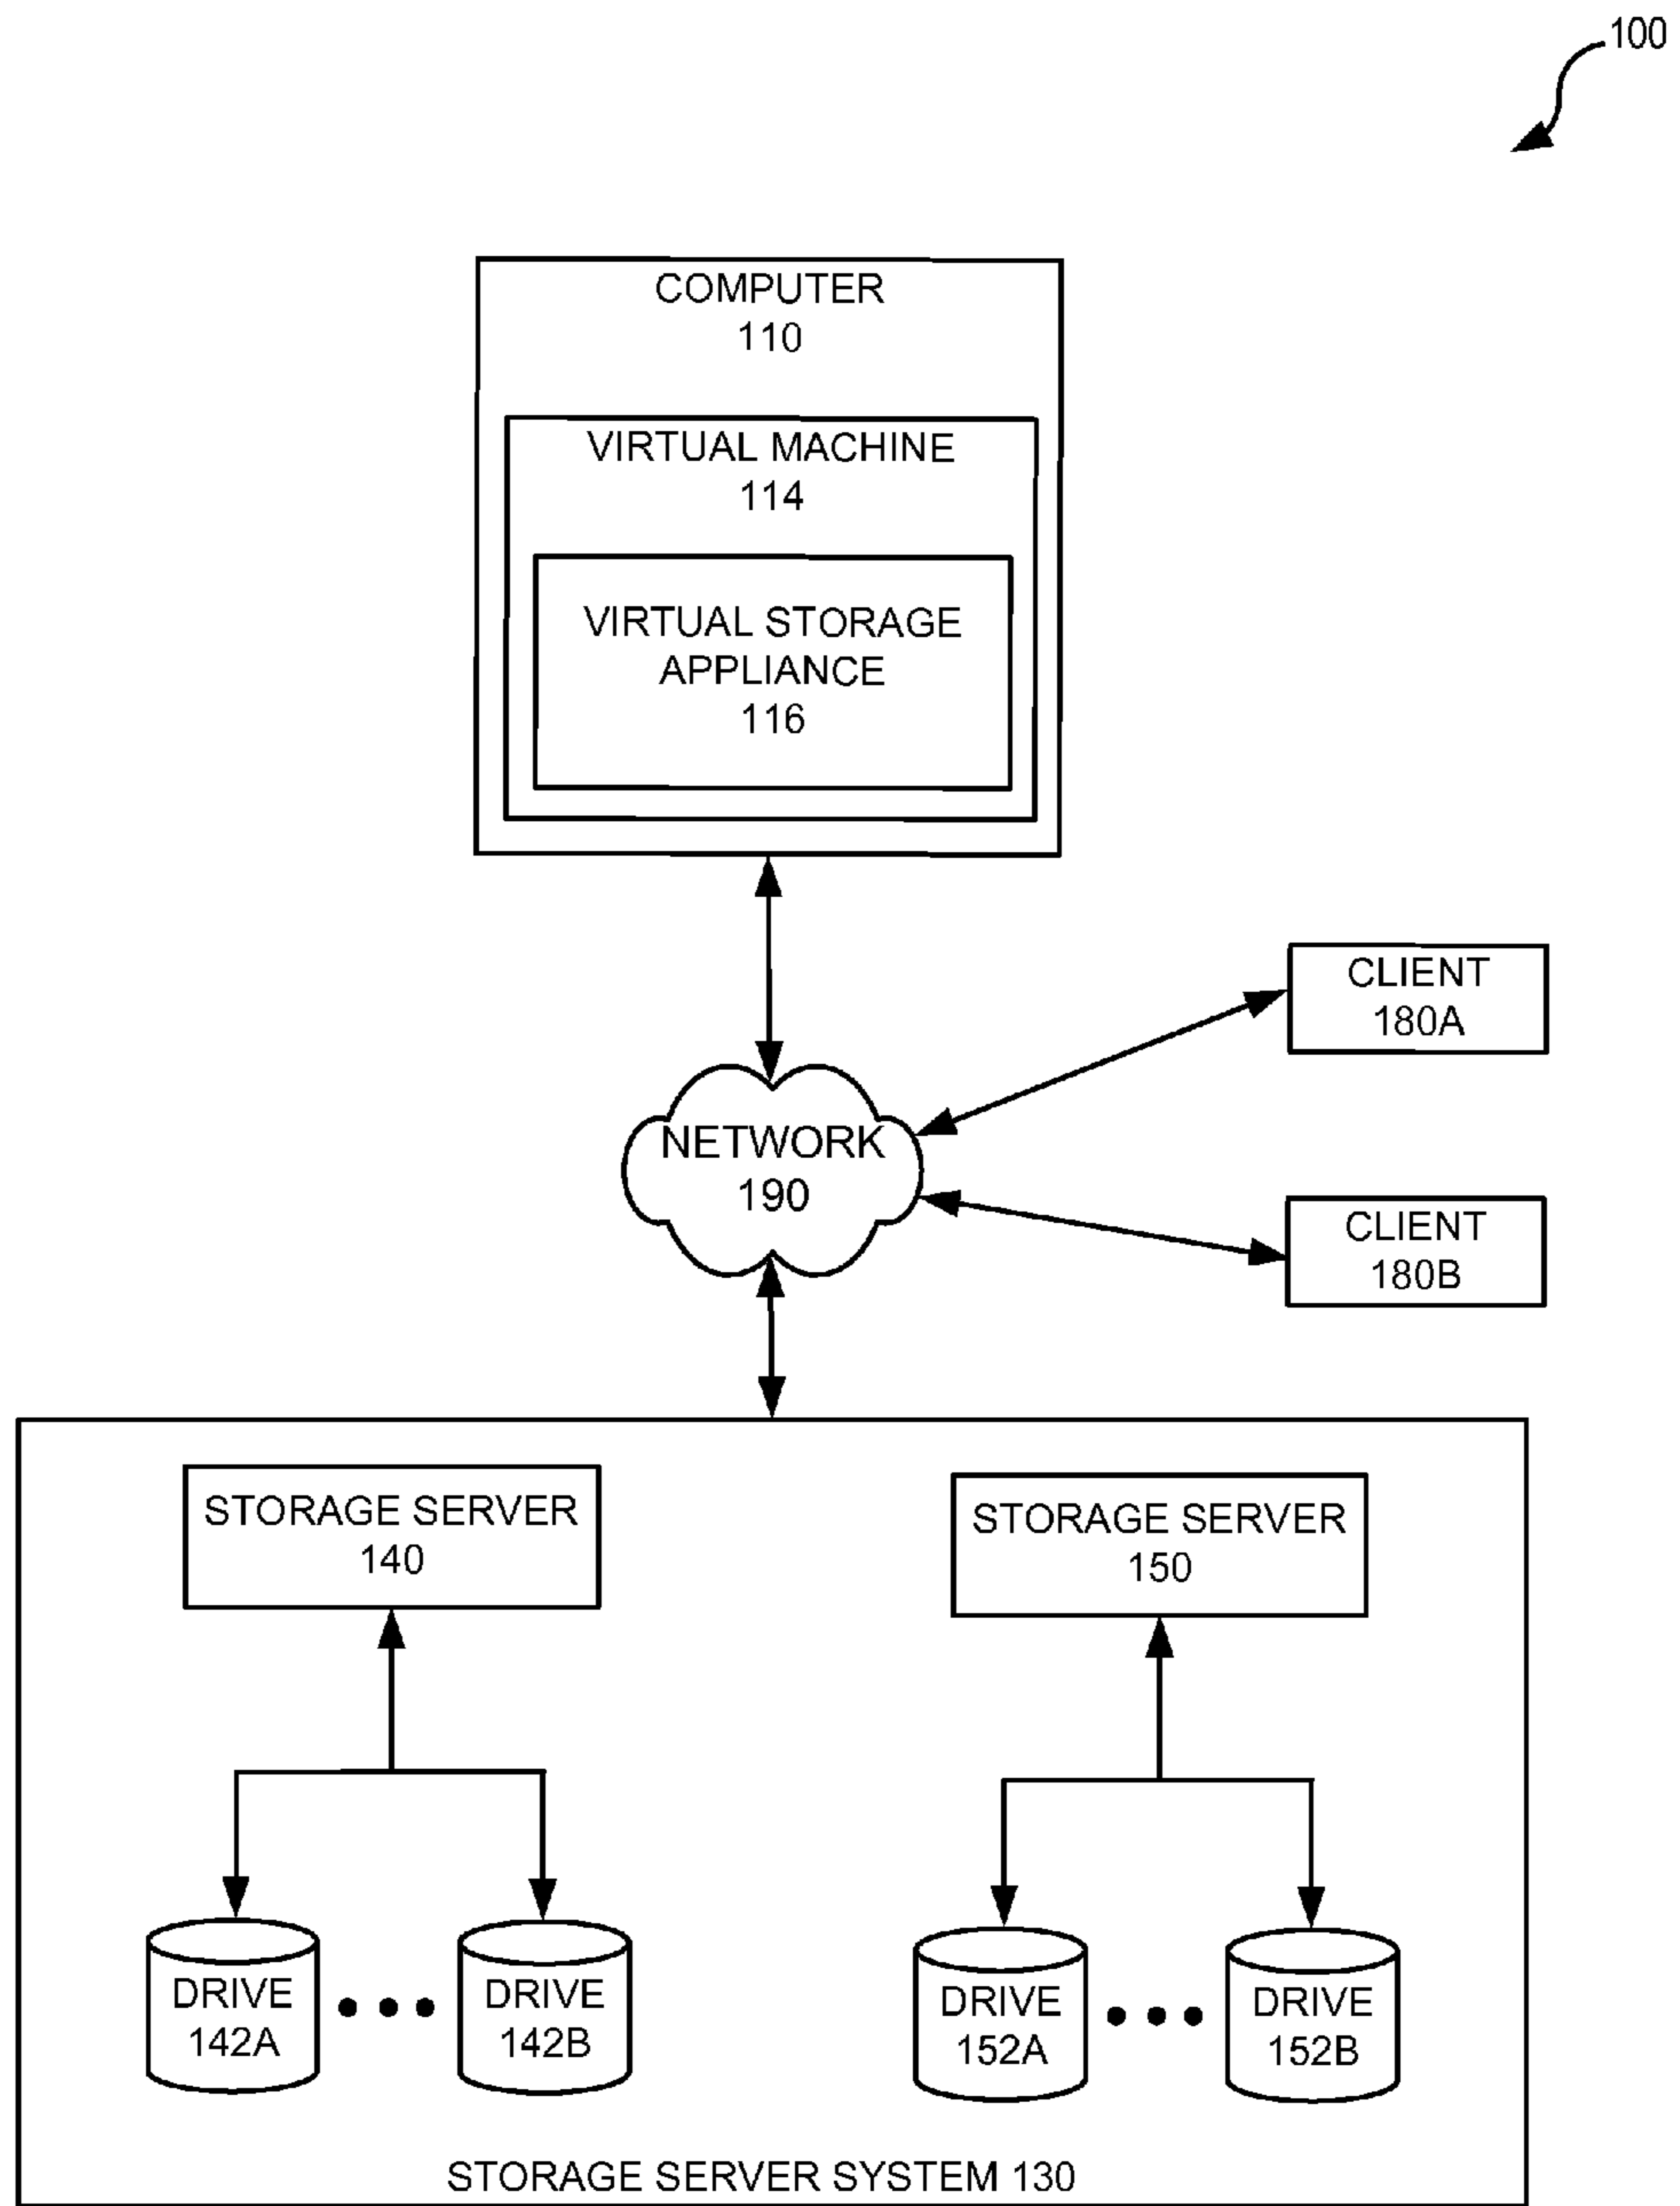 100
COMPUTER
110
VIRTUAL MACHINE
114
VIRTUAL STORAGE
APPLIANCE
116
CLIENT
180A
NETWORK
190
CLIENT
180B
STORAGE SERVER
140
STORAGE SERVER
150
DRIVE
142A
DRIVE
142B
DRIVE
152A
DRIVE
152B
STORAGE SERVER SYSTEM 130